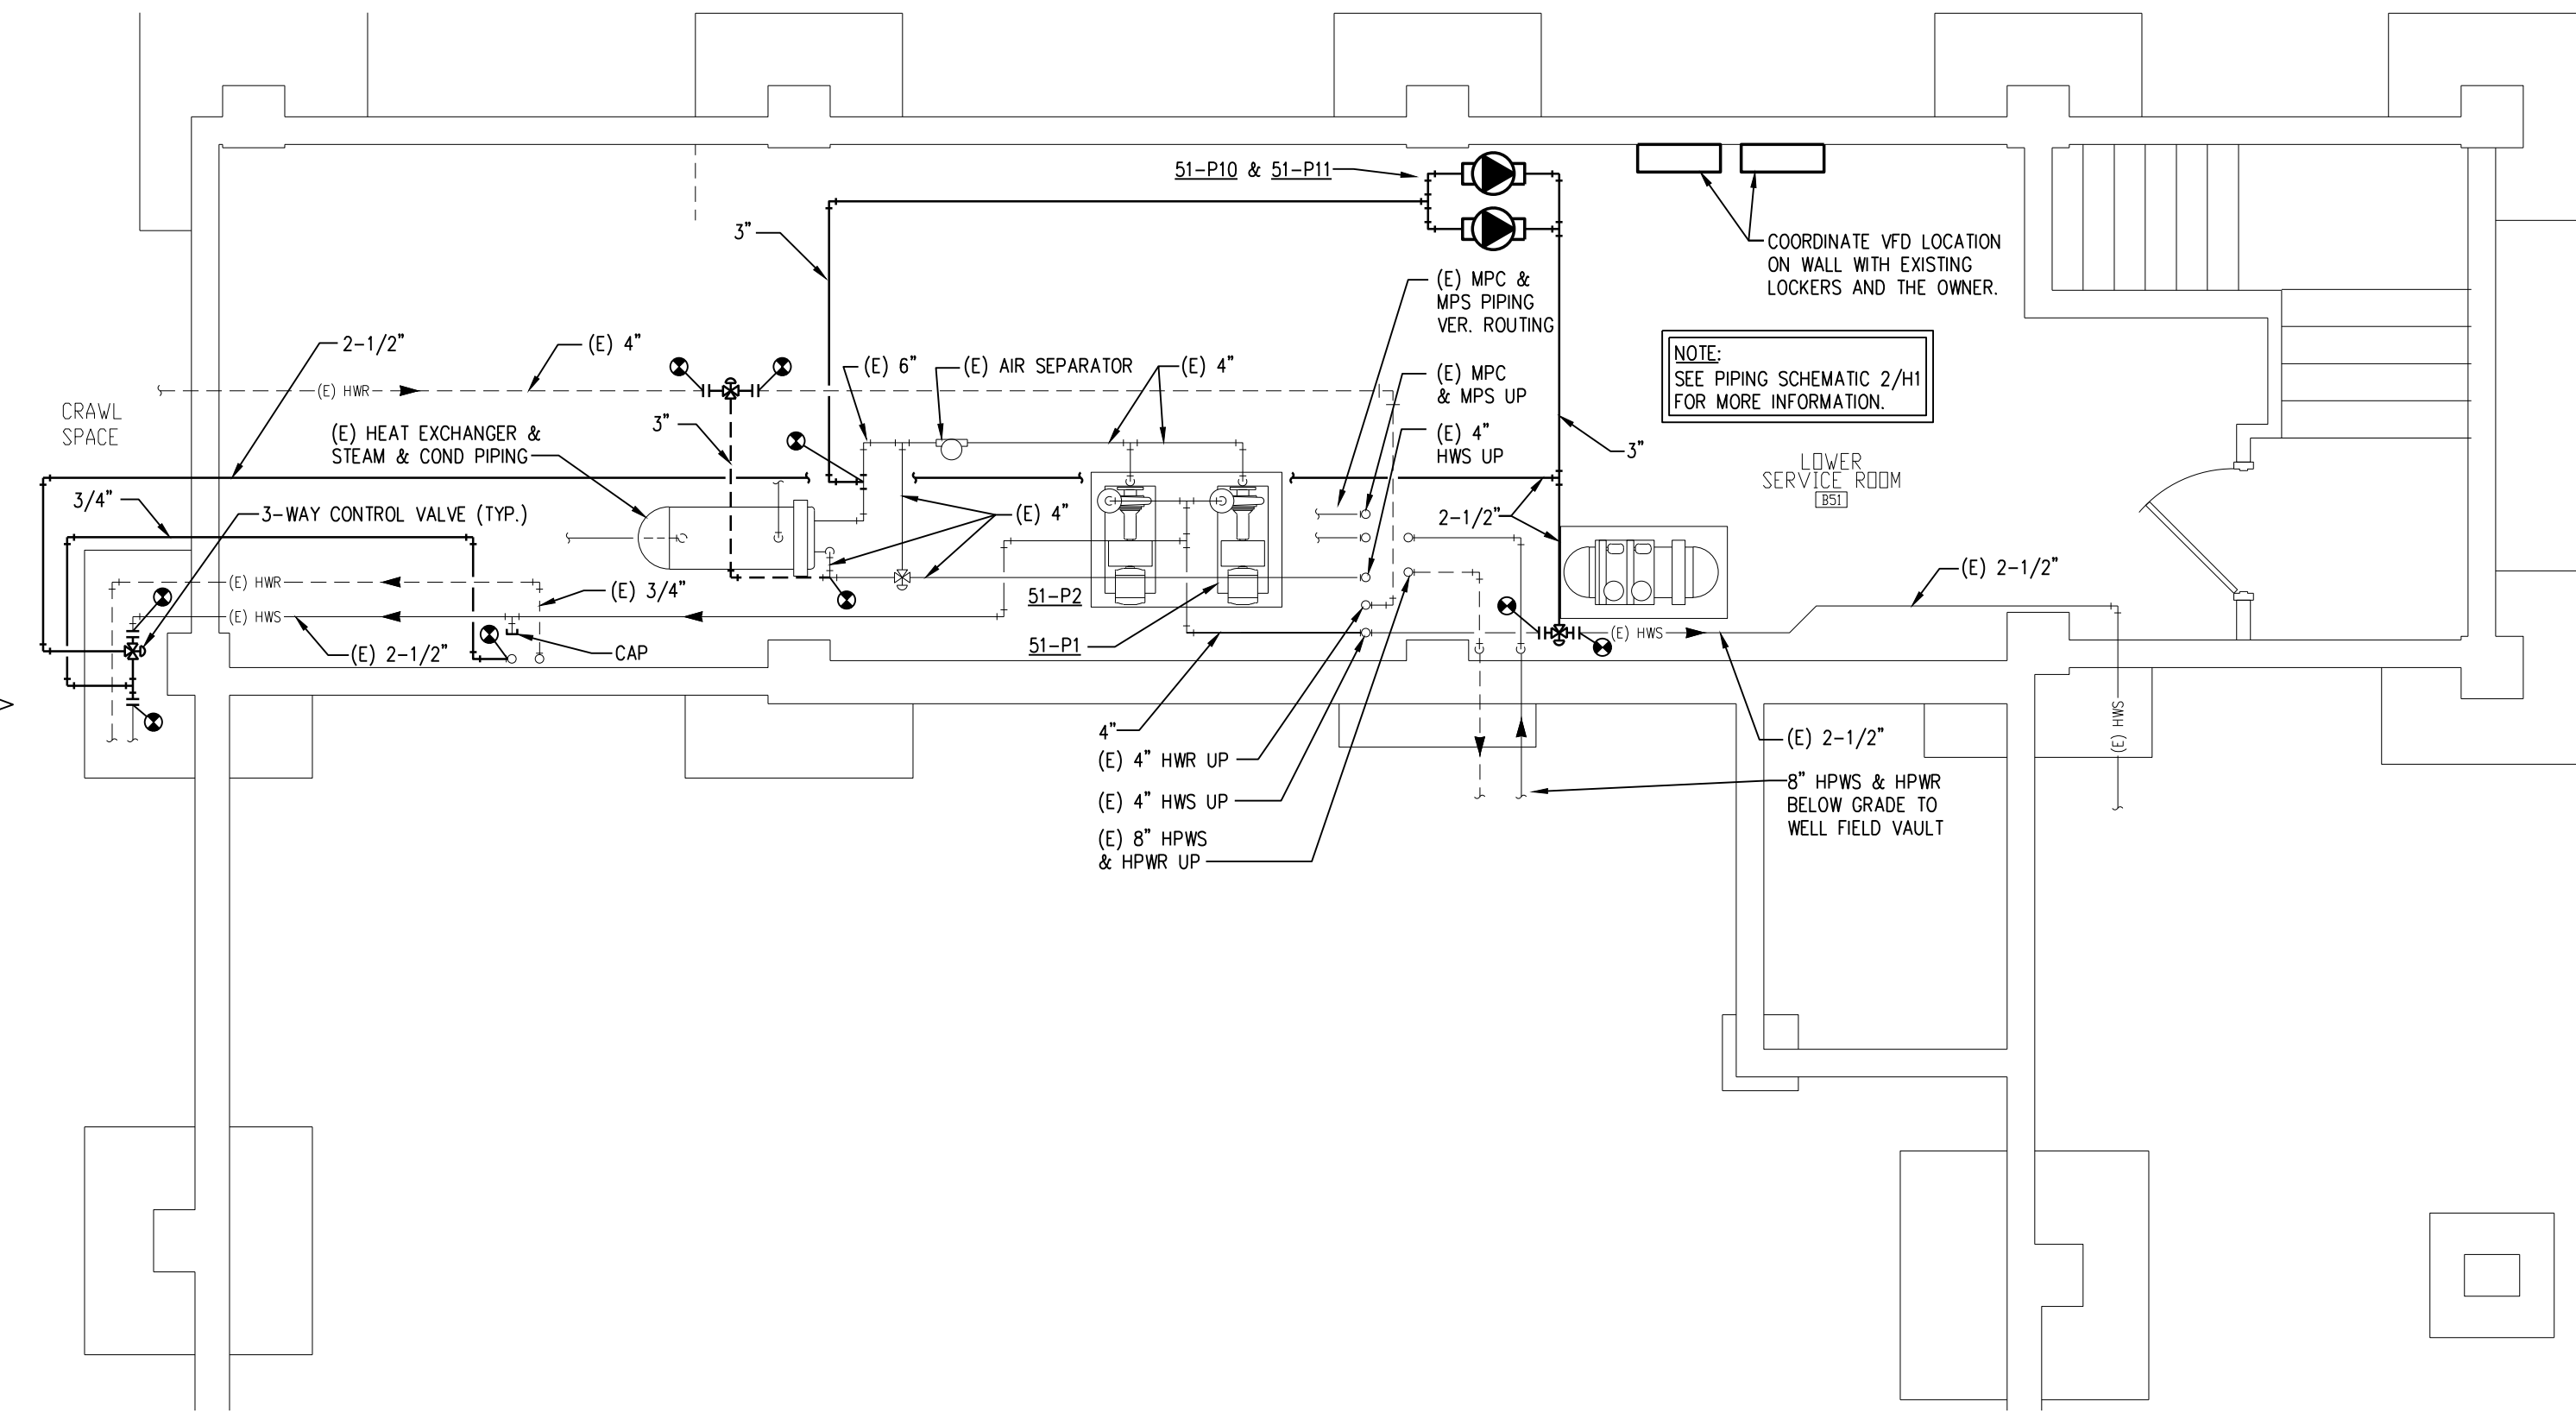 51-P10 & 51-P11
3"
COORDINATE VFD LOCATION
ON WALL WITH EXISTING
LOCKERS AND THE OWNER.
(E) MPC &
MPS PIPING
VER. ROUTING
2-1/2"
(E) 4"
(E) 6"
(E) AIR SEPARATOR
(E) 4"
NOTE:
SEE PIPING SCHEMATIC 2/H1
FOR MORE INFORMATION.
(E) HWR
(E) MPC
& MPS UP
CRAWL
SPACE
(E) HEAT EXCHANGER &
STEAM & COND PIPING
3"
(E) 4"
HWS UP
3"
LOWER
SERVICE ROOM
B51
3/4"
3-WAY CONTROL VALVE (TYP.)
(E) 4"
2-1/2"
(E) HWR
(E) 3/4"
51-P2
(E) 2-1/2"
(E) HWS
(E) HWS
(E) 2-1/2"
CAP
51-P1
4"
(E) 4" HWR UP
(E) 4" HWS UP
(E) 8" HPWS
& HPWR UP
(E) 2-1/2"
8" HPWS & HPWR
BELOW GRADE TO
WELL FIELD VAULT
(E) HWS